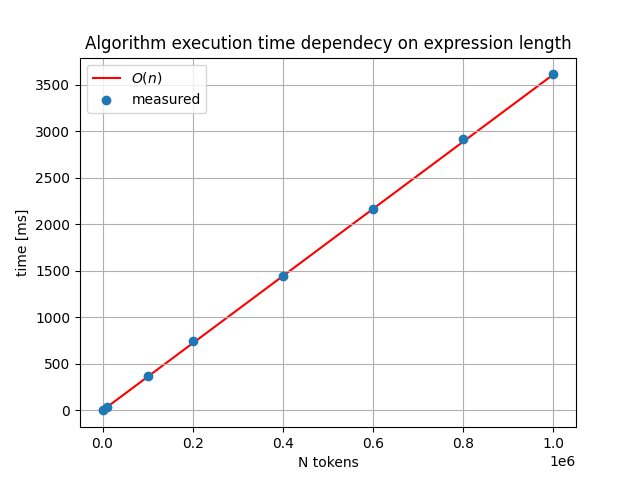 Algorithm execution time dependecy on expression length
O(n)
measured
3500
3000
2500
2000
1500
1000
500
0
time [ms]
0.0 0.2 0.4 0.6 0.8 1.0
1e6
N tokens